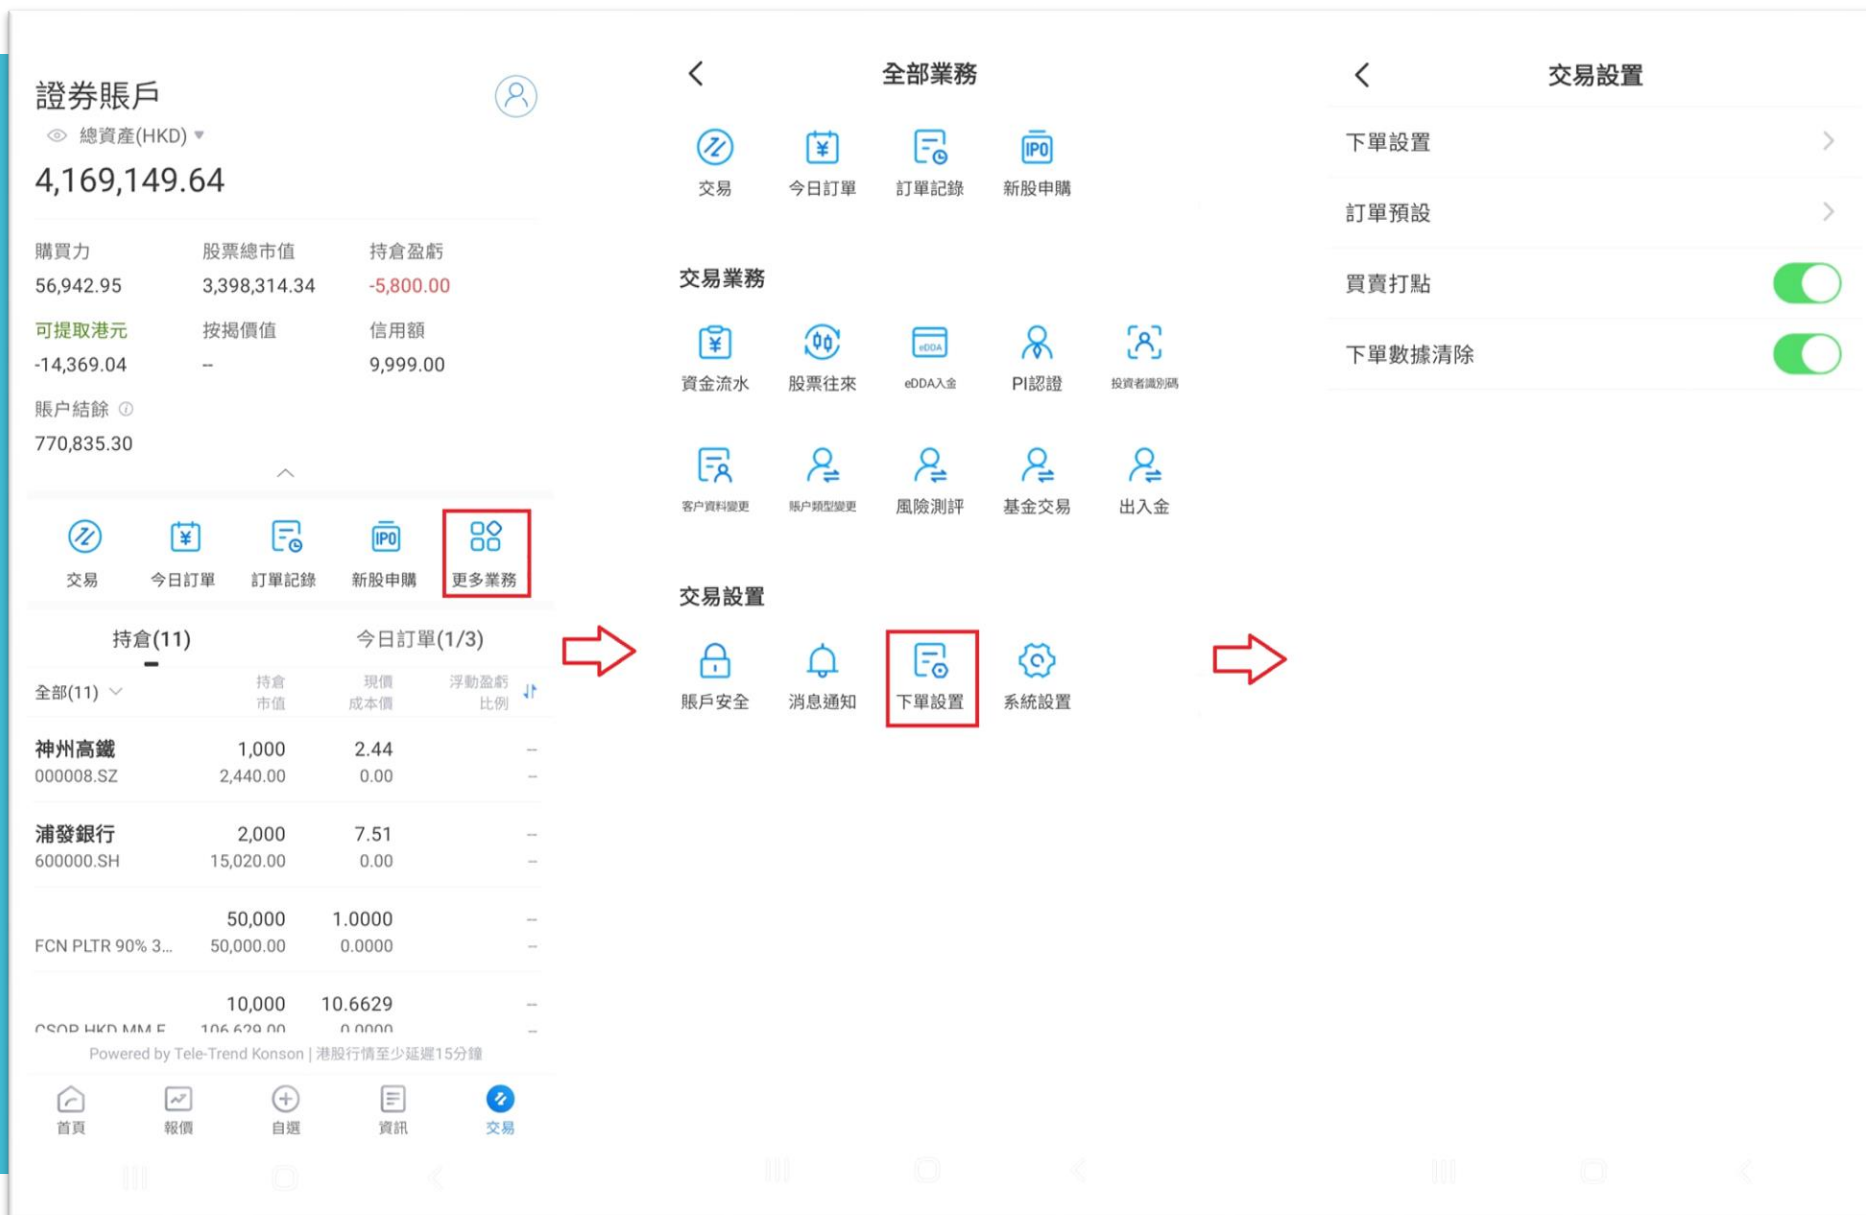 證券賬戶
總資產(HKD)
4,169,149.64
購買力 股票總市值 持倉盈虧
56,942.95 3,398,314.34 -5,800.00
可提取港元 按揭價值 信用額
-14,369.04 -- 9,999.00
賬户結餘
770,835.30
交易 今日訂單 訂單記錄 新股申購 更多業務
持倉(11) 今日訂單(1/3)
全部(11) 持倉 現價 浮動盈虧
市值 成本價 比例
神州高鐵 1,000 2.44 --
000008.SZ 2,440.00 0.00 --
浦發銀行 2,000 7.51 --
600000.SH 15,020.00 0.00 --
50,000 1.0000 --
FCN PLTR 90% 3... 50,000.00 0.0000 --
10,000 10.6629 --
CSOP HKD MM F 106,629.00 0.0000 --
Powered by Tele-Trend Konson | 港股行情至少延遲15分鐘
首頁 報價 自選 資訊 交易
全部業務
交易 今日訂單 訂單記錄 新股申購
交易業務
資金流水 股票往來 eDDA入金 PI認證 投資者識別碼
客户資料變更 賬户類型變更 風險測評 基金交易 出入金
交易設置
賬戶安全 消息通知 下單設置 系統設置
交易設置
下單設置
訂單預設
買賣打點
下單數據清除